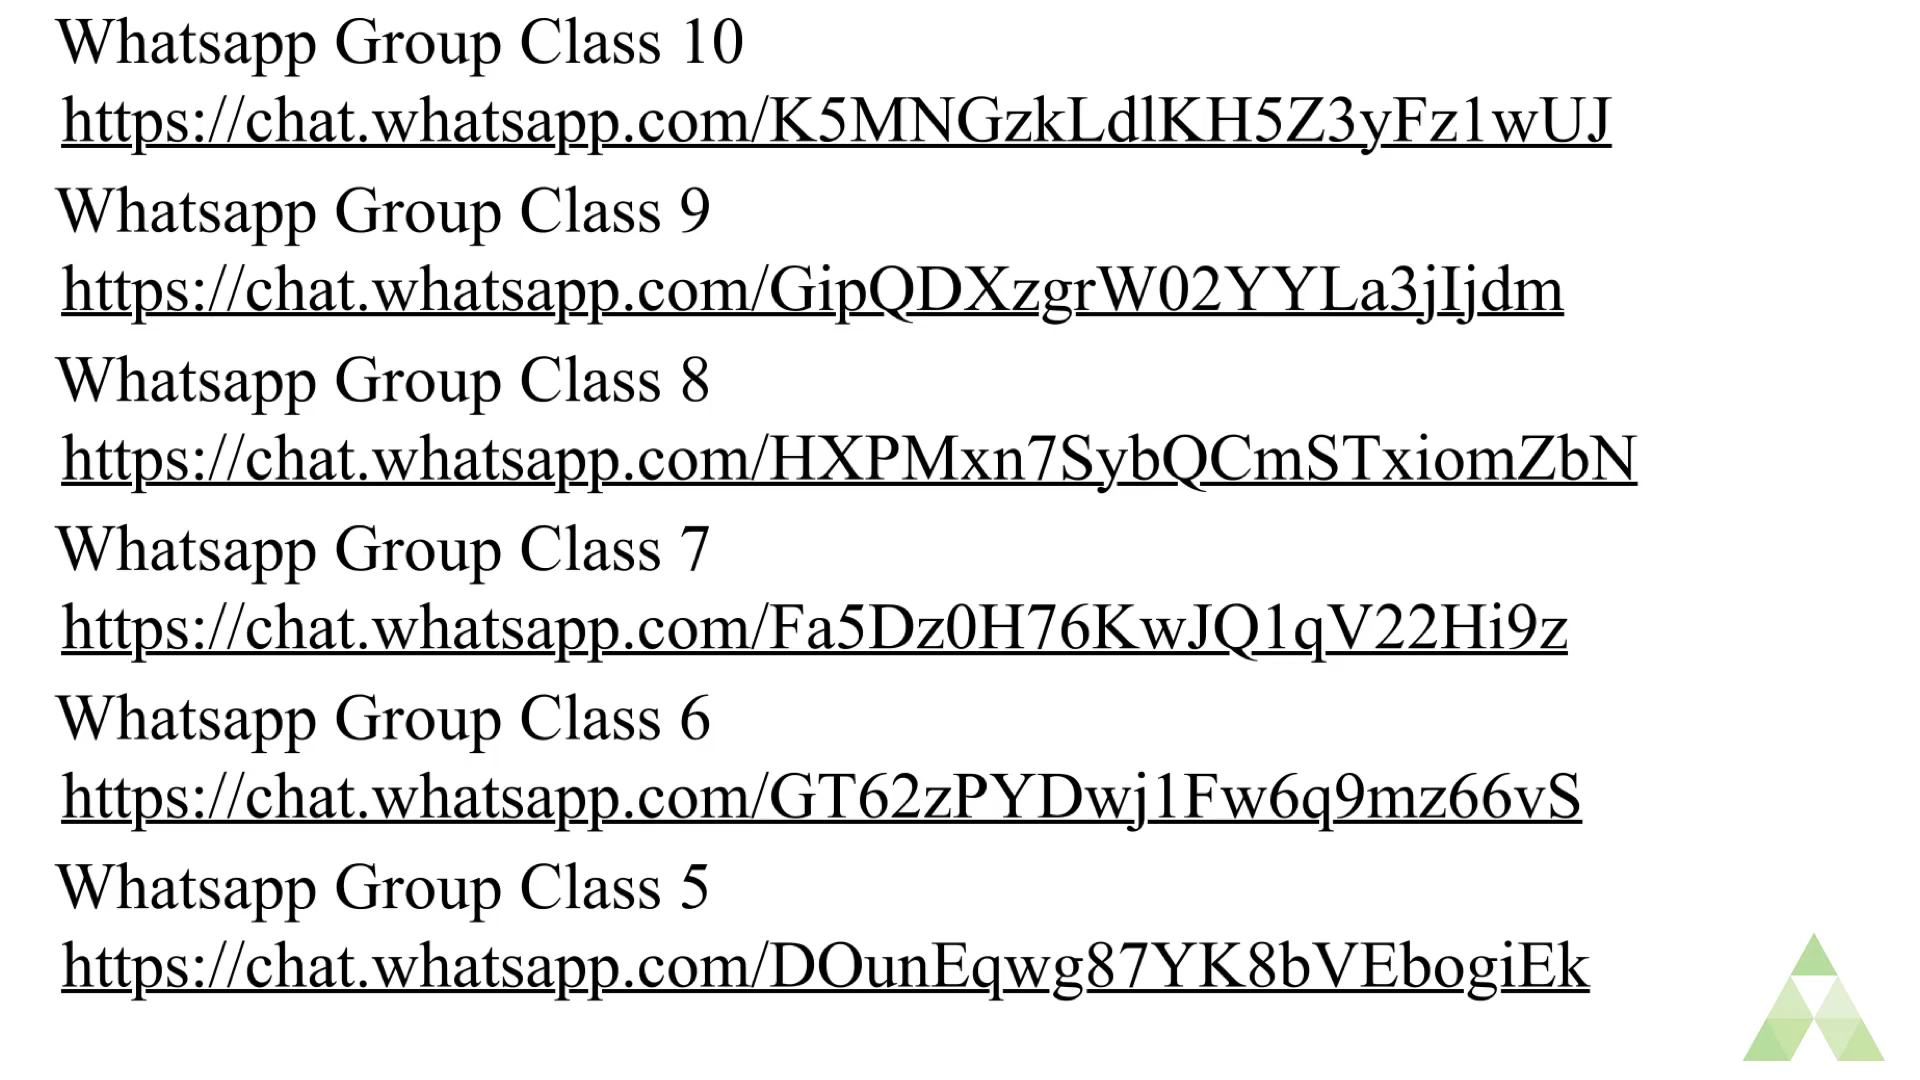 Whatsapp Group Class 10
https://chat.whatsapp.com/K5MNGzkLdlKH5Z3yFz1wUJ
Whatsapp Group Class 9
https://chat.whatsapp.com/GipQDXzgrW02YYLa3jIjdm
Whatsapp Group Class 8
https://chat.whatsapp.com/HXPMxn7SybQCmSTxiomZbN
Whatsapp Group Class 7
https://chat.whatsapp.com/Fa5Dz0H76KwJQ1qV22Hi9z
Whatsapp Group Class 6
https://chat.whatsapp.com/GT62zPYDwj1Fw6q9mz66vS
Whatsapp Group Class 5
https://chat.whatsapp.com/DOunEqwg87YK8bVEbogiEk